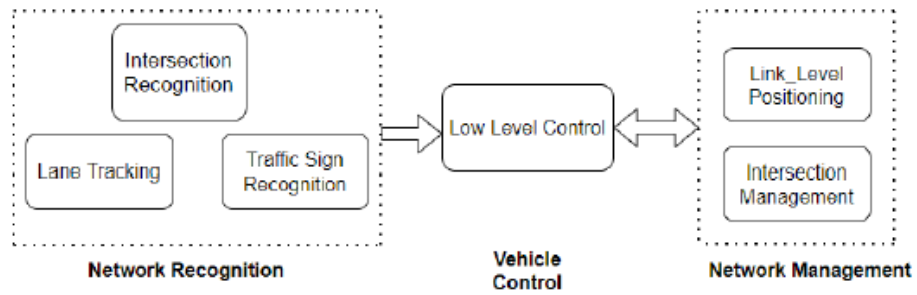 Intersection
Recognition
Lane Tracking
Traffic Sign
Recognition
Network Recognition
Low Level Control
Vehicle
Control
Link_Level
Positioning
Intersection
Management
Network Management